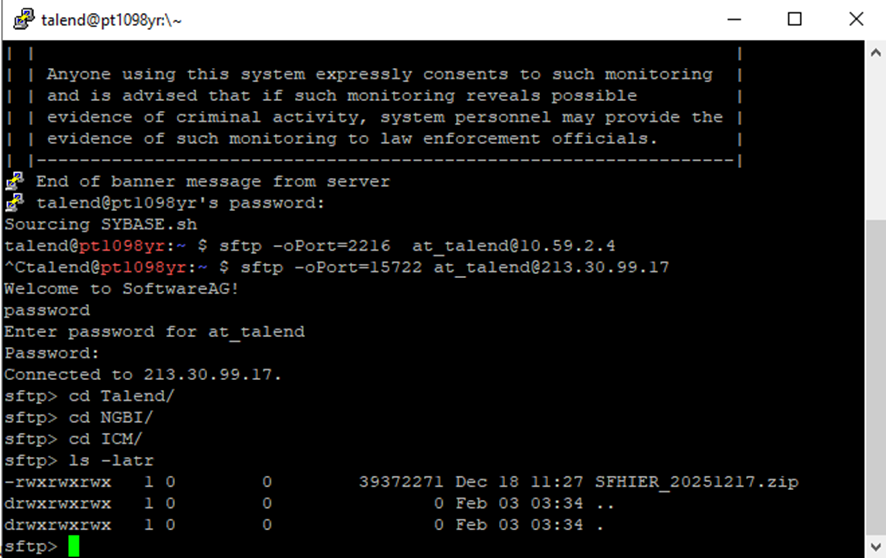 talend@pt1098yr:\~
| |                                                                  |
| | Anyone using this system expressly consents to such monitoring   |
| | and is advised that if such monitoring reveals possible          |
| | evidence of criminal activity, system personnel may provide the |
| | evidence of such monitoring to law enforcement officials.        |
| |-----------------------------------------------------------------|
End of banner message from server
talend@pt1098yr's password:
Sourcing SYBASE.sh
talend@pt1098yr:~ $ sftp -oPort=2216  at_talend@10.59.2.4
^Ctalend@pt1098yr:~ $ sftp -oPort=15722 at_talend@213.30.99.17
Welcome to SoftwareAG!
password
Enter password for at_talend
Password:
Connected to 213.30.99.17.
sftp> cd Talend/
sftp> cd NGBI/
sftp> cd ICM/
sftp> ls -latr
-rwxrwxrwx   1 0        0        39372271 Dec 18 11:27 SFHIER_20251217.zip
drwxrwxrwx   1 0        0               0 Feb 03 03:34 ..
drwxrwxrwx   1 0        0               0 Feb 03 03:34 .
sftp>